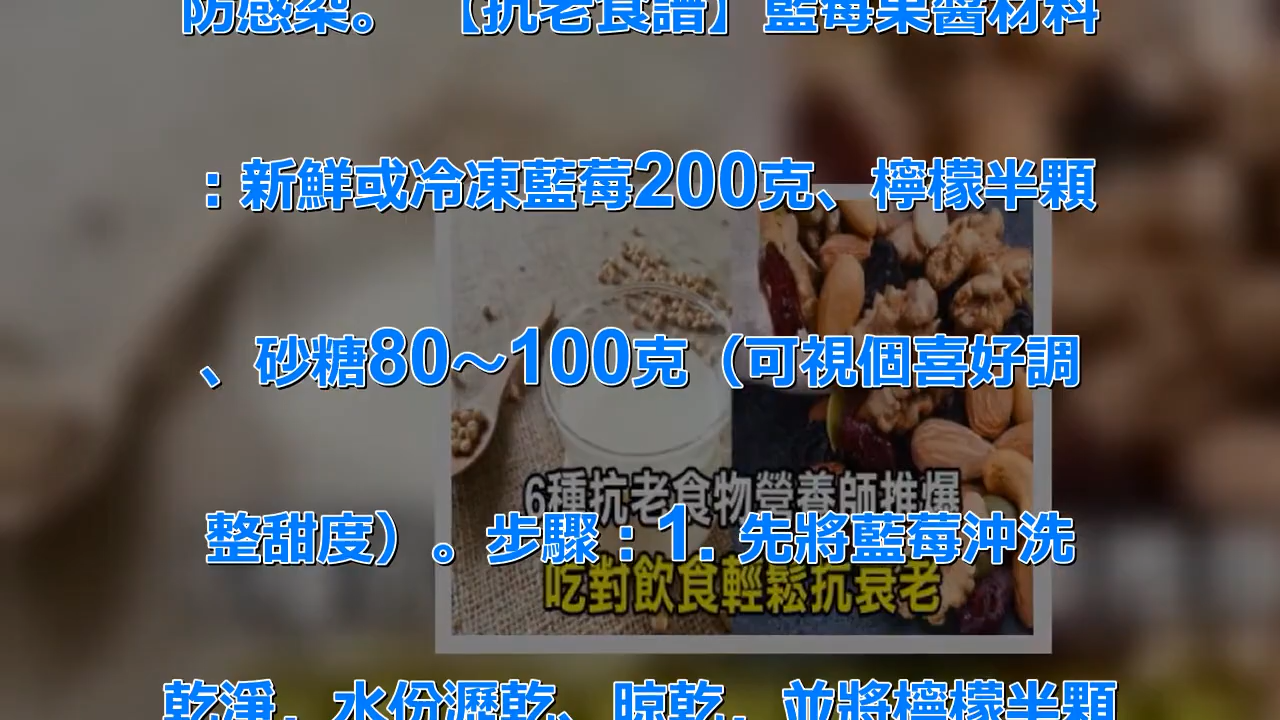 防感染。 【抗老食譜】藍莓果醬材料
：新鮮或冷凍藍莓200克、檸檬半顆
、砂糖80～100克（可視個喜好調
整甜度）。步驟：1. 先將藍莓沖洗
乾淨，水份瀝乾、晾乾，並將檸檬半顆
6種抗老食物營養師推爆
吃對飲食輕鬆抗衰老